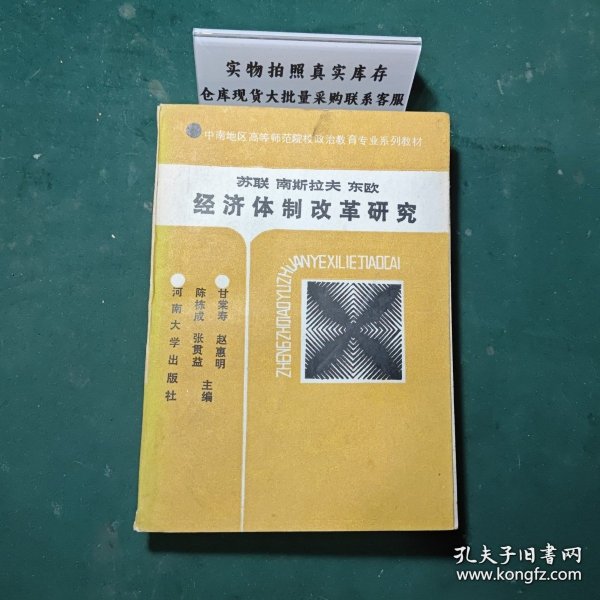 实物拍照真实库存
仓库现货大批量采购联系客服
中南地区高等师范院校政治教育专业系列教材
苏联 南斯拉夫 东欧
经济体制改革研究
ZHENGZHIJIAOYUZHUANYEXILIEJIAOCAI
甘棠寿 赵惠明
陈栋成 张贯益 主编
河南大学出版社
孔夫子旧书网
www.kongfz.com